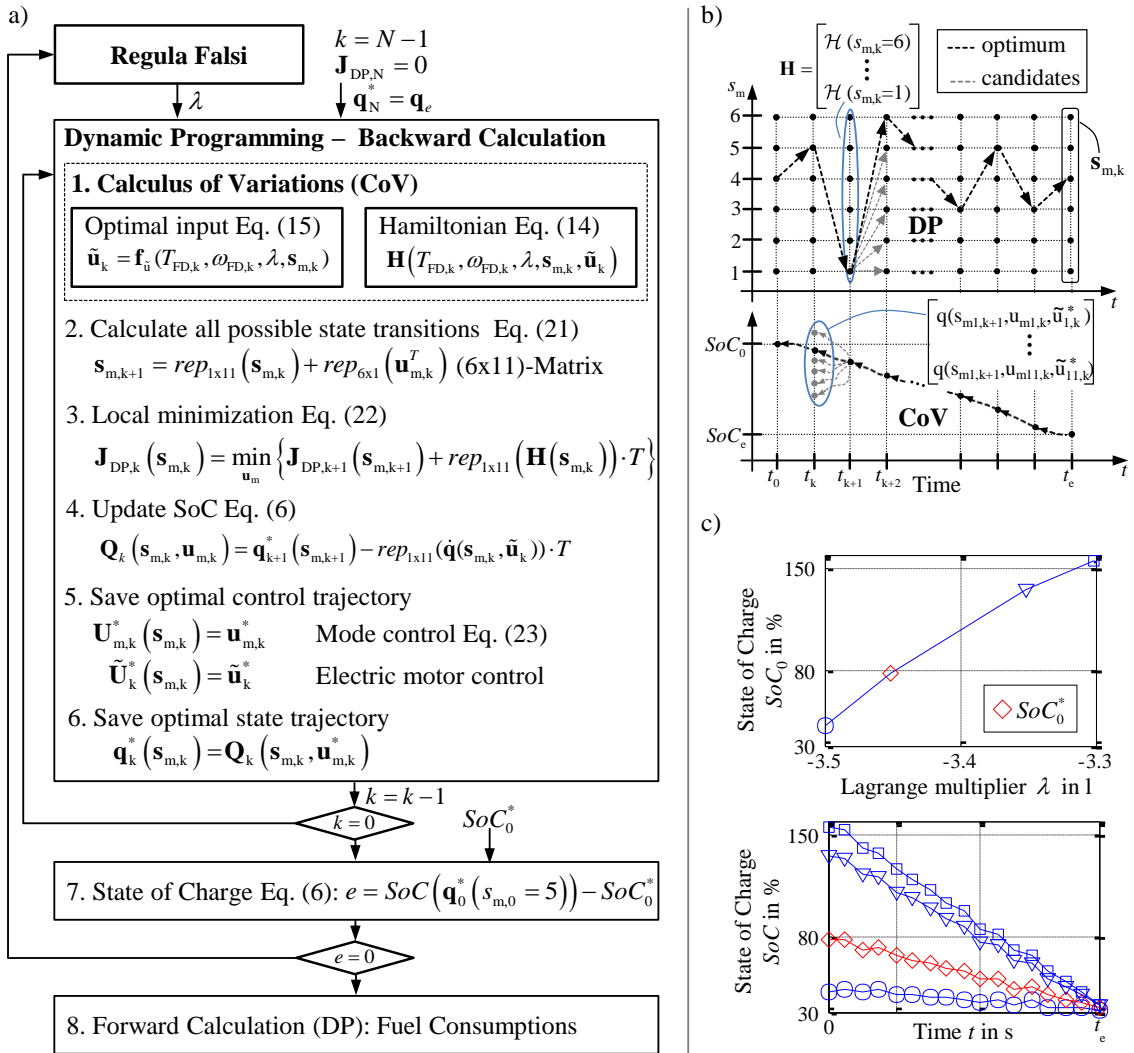 a)
Regula Falsi
k = N − 1
J_DP,N = 0
q*_N = q_e
λ
Dynamic Programming – Backward Calculation
1. Calculus of Variations (CoV)
Optimal input Eq. (15)
ũ_k = f_ũ(T_FD,k, ω_FD,k, λ, s_m,k)
Hamiltonian Eq. (14)
H(T_FD,k, ω_FD,k, λ, s_m,k, ũ_k)
2. Calculate all possible state transitions Eq. (21)
s_m,k+1 = rep_1x11(s_m,k) + rep_6x1(u^T_m,k) (6x11)-Matrix
3. Local minimization Eq. (22)
J_DP,k(s_m,k) = min_u_m {J_DP,k+1(s_m,k+1) + rep_1x11(H(s_m,k))·T}
4. Update SoC Eq. (6)
Q_k(s_m,k, u_m,k) = q*_k+1(s_m,k+1) − rep_1x11(q̇(s_m,k, ũ_k))·T
5. Save optimal control trajectory
U*_m,k(s_m,k) = u*_m,k Mode control Eq. (23)
Ũ*_k(s_m,k) = ũ*_k Electric motor control
6. Save optimal state trajectory
q*_k(s_m,k) = Q_k(s_m,k, u*_m,k)
k = k − 1
k = 0
SoC*_0
7. State of Charge Eq. (6): e = SoC(q*_0(s_m,0 = 5)) − SoC*_0
e = 0
8. Forward Calculation (DP): Fuel Consumptions
b)
H = [ℋ(s_m,k=6)
⋮
ℋ(s_m,k=1)]
optimum
candidates
s_m
6
5
4
3
2
1
s_m,k
DP
t
q(s_m1,k+1, u_m1,k, ũ*_1,k)
⋮
q(s_m1,k+1, u_m11,k, ũ*_11,k)
SoC_0
CoV
SoC_e
t_0 t_k t_k+1 t_k+2 t_e t
Time
c)
State of Charge
SoC_0 in %
150
80
30
SoC*_0
-3.5 -3.4 -3.3
Lagrange multiplier λ in l
State of Charge
SoC in %
150
80
30
0 t_e
Time t in s